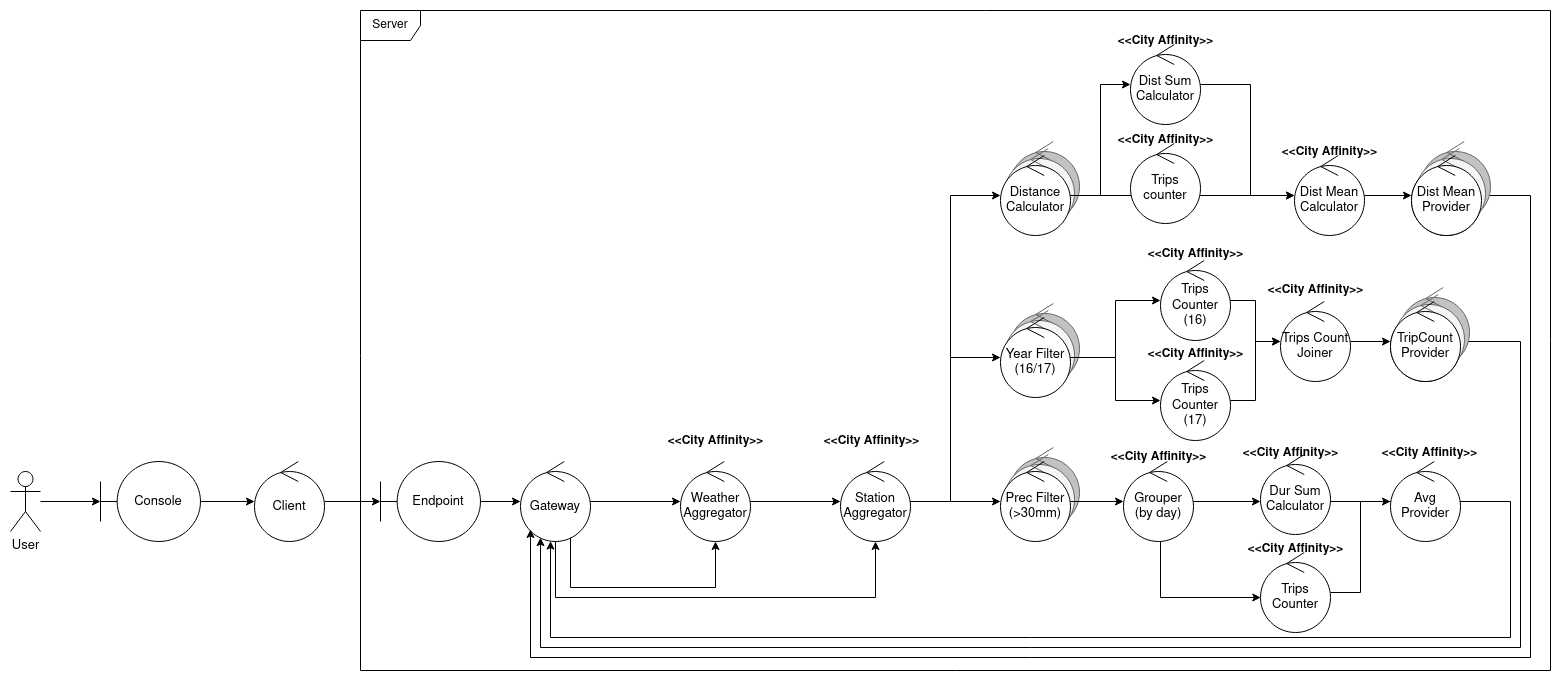 Server
<<City Affinity>>
Dist Sum
Calculator
<<City Affinity>>
Trips
counter
Distance
Calculator
<<City Affinity>>
Dist Mean
Calculator
Dist Mean
Provider
<<City Affinity>>
Trips
Counter
(16)
Year Filter
(16/17)
<<City Affinity>>
Trips
Counter
(17)
<<City Affinity>>
Trips Count
Joiner
TripCount
Provider
User
Console
Client
Endpoint
Gateway
<<City Affinity>>
Weather
Aggregator
<<City Affinity>>
Station
Aggregator
Prec Filter
(>30mm)
<<City Affinity>>
Grouper
(by day)
<<City Affinity>>
Dur Sum
Calculator
<<City Affinity>>
Trips
Counter
<<City Affinity>>
Avg
Provider